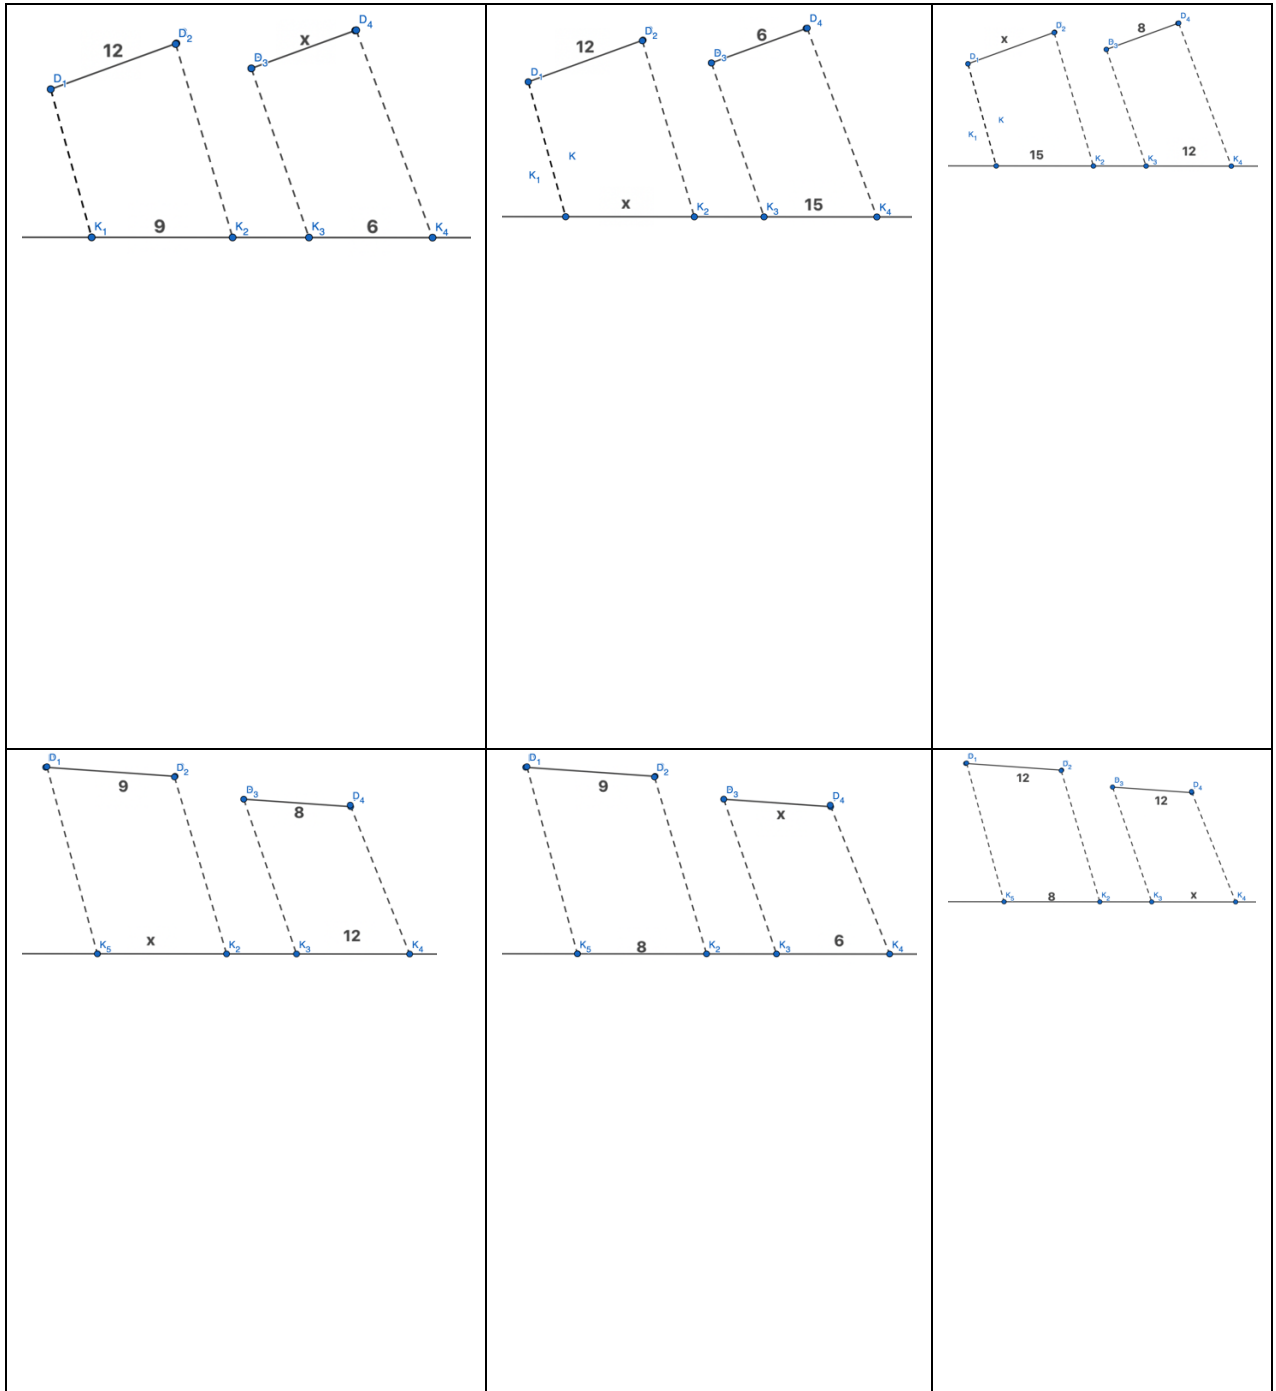 D₄
D₂
x
12
D₃
D₁
K₁ 9 K₂ K₃ 6 K₄
D₄
D₂
6
12
D₃
D₁
K
K₁
x K₂ K₃ 15 K₄
D₄
D₂
8
x
D₃
D₁
K
K₁
15 K₂ K₃ 12 K₄
D₁
D₂
9
D₃ D₄
8
K₅ x K₂ K₃ 12 K₄
D₁
D₂
9
D₃ D₄
x
K₅ 8 K₂ K₃ 6 K₄
D₁
D₂
12
D₃ D₄
12
K₅ 8 K₂ K₃ x K₄